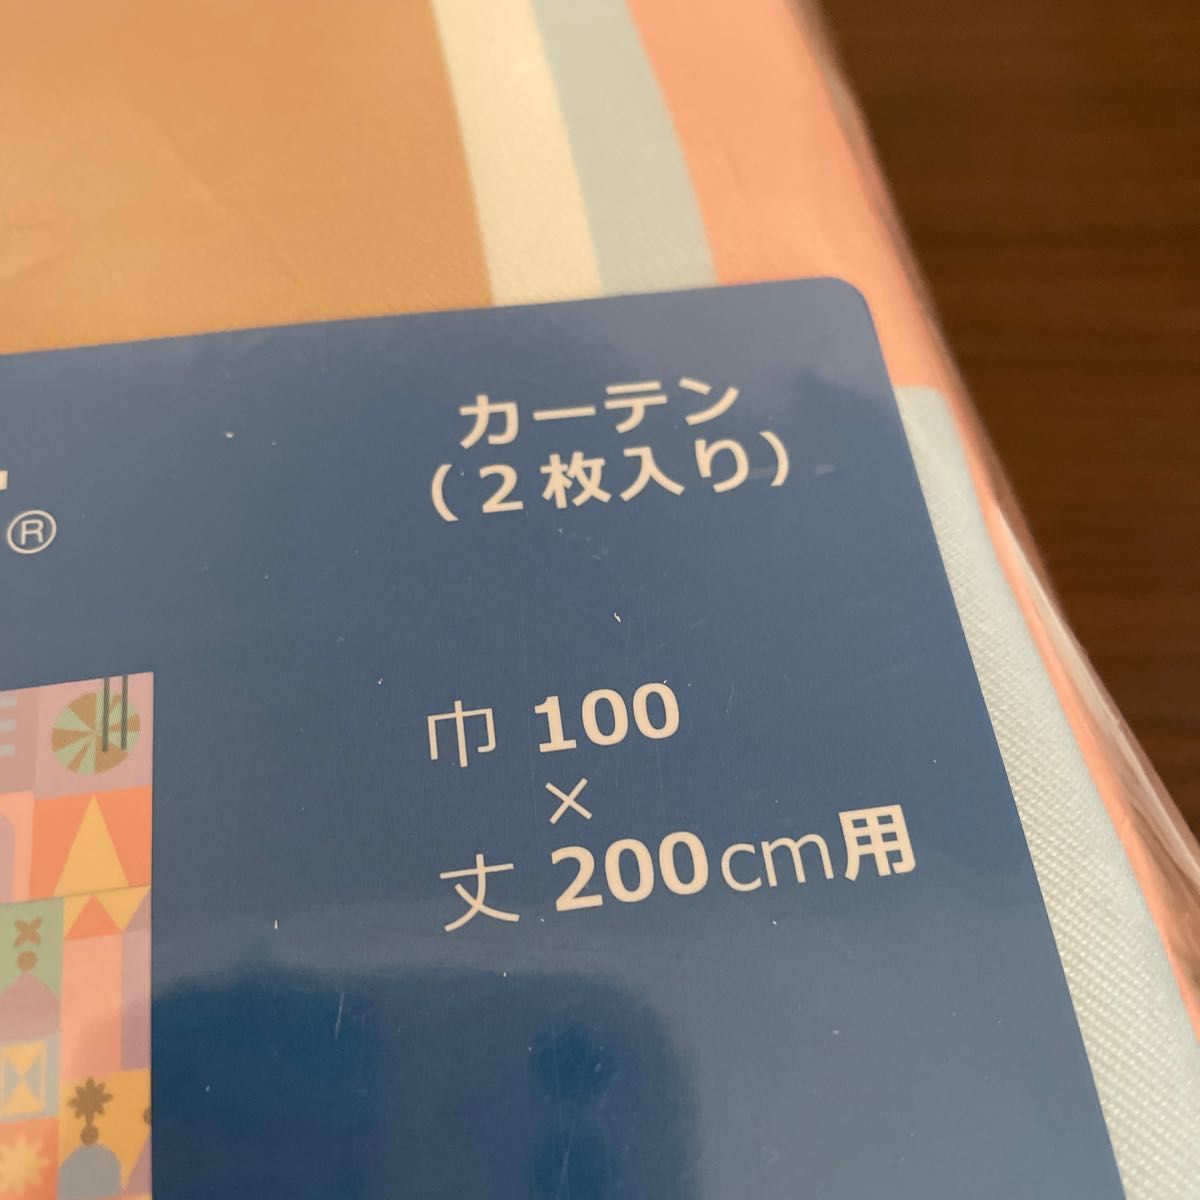 カーテン
(2枚入り)
®
巾 100
×
丈 200cm用